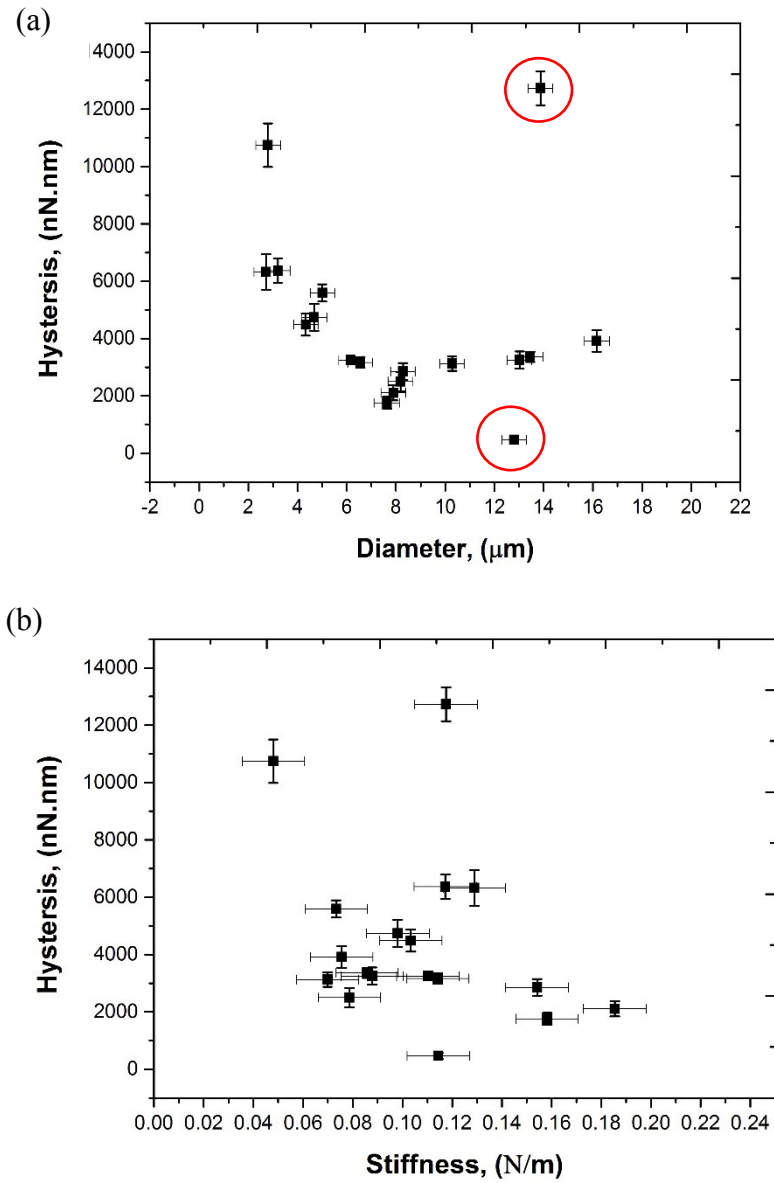 (a)
4000
12000
10000
8000
6000
4000
2000
0
Hystersis, (nN.nm)
-2 0 2 4 6 8 10 12 14 16 18 20 22
Diameter, (μm)
(b)
14000
12000
10000
8000
6000
4000
2000
0
Hystersis, (nN.nm)
0.00 0.02 0.04 0.06 0.08 0.10 0.12 0.14 0.16 0.18 0.20 0.22 0.24
Stiffness, (N/m)